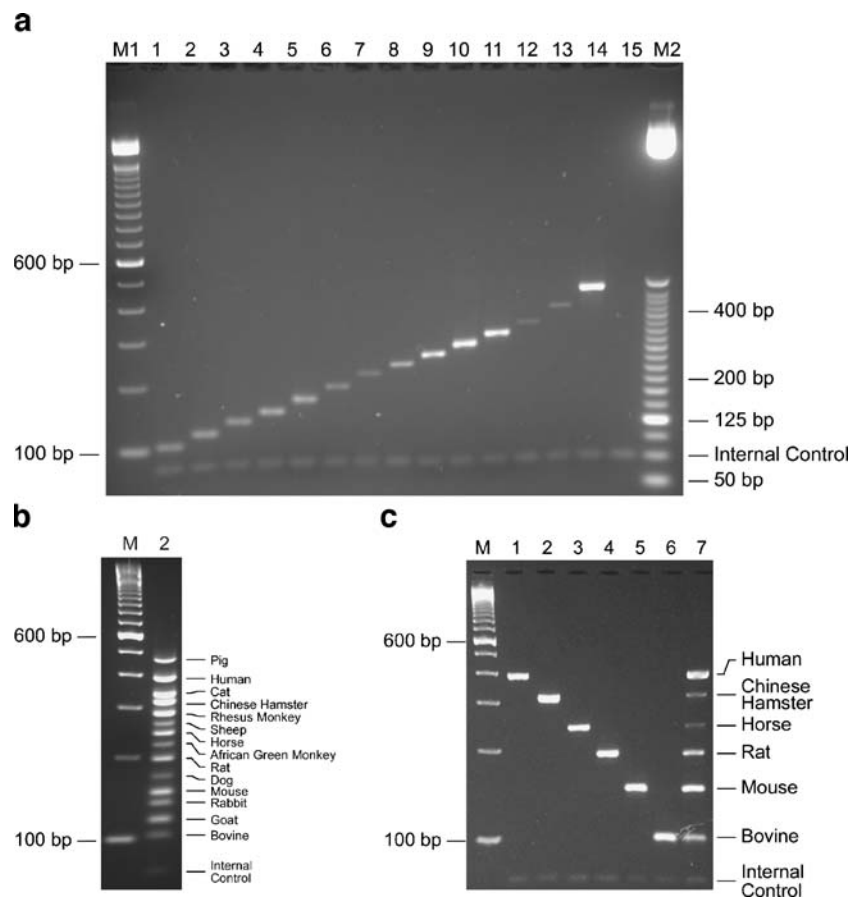 a
M1 1 2 3 4 5 6 7 8 9 10 11 12 13 14 15 M2
600 bp
400 bp
200 bp
125 bp
100 bp
Internal Control
50 bp
b
M 2
600 bp
Pig
Human
Cat
Chinese Hamster
Rhesus Monkey
Sheep
Horse
African Green Monkey
Rat
Dog
Mouse
Rabbit
Goat
Bovine
100 bp
Internal
Control
c
M 1 2 3 4 5 6 7
600 bp
Human
Chinese
Hamster
Horse
Rat
Mouse
Bovine
100 bp
Internal
Control